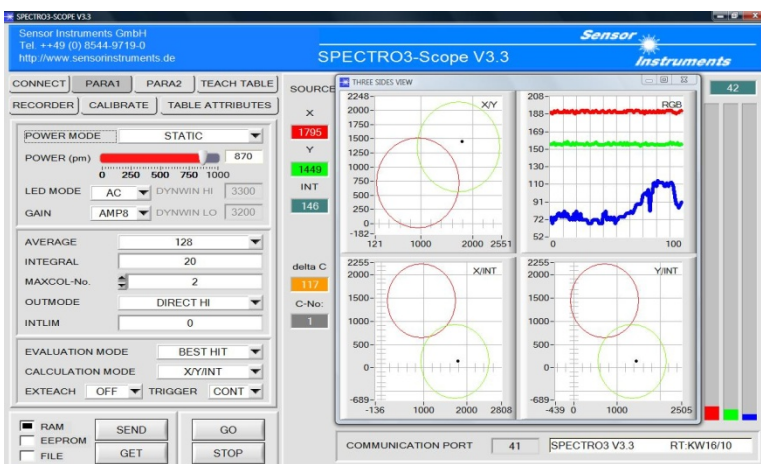 SPECTRO3-SCOPE V3.3
Sensor Instruments GmbH
Tel. ++49 (0) 8544-9719-0
http://www.sensorinstruments.de
SPECTRO3-Scope V3.3
Sensor
Instruments
CONNECT PARA1 PARA2 TEACH TABLE
RECORDER CALIBRATE TABLE ATTRIBUTES
POWER MODE STATIC
POWER (pm) 870
0 250 500 750 1000
LED MODE AC DYNWIN HI 3300
GAIN AMP8 DYNWIN LO 3200
AVERAGE 128
INTEGRAL 20
MAXCOL-No. 2
OUTMODE DIRECT HI
INTLIM 0
EVALUATION MODE BEST HIT
CALCULATION MODE X/Y/INT
EXTEACH OFF TRIGGER CONT
RAM
EEPROM
FILE
SEND GO
GET STOP
SOURCE
X
1795
Y
1449
INT
146
delta C
117
C-No:
1
THREE SIDES VIEW
X/Y
2248
2000
1750
1500
1250
1000
750
500
250
0
-182
121 1000 2000 2551
RGB
208
188
169
150
130
110
91
72
52
0 100
X/INT
2255
2000
1500
1000
500
0
-689
-136 1000 2000 2808
Y/INT
2255
2000
1500
1000
500
0
-689
-439 0 1000 2505
42
COMMUNICATION PORT 41 SPECTRO3 V3.3 RT:KW16/10